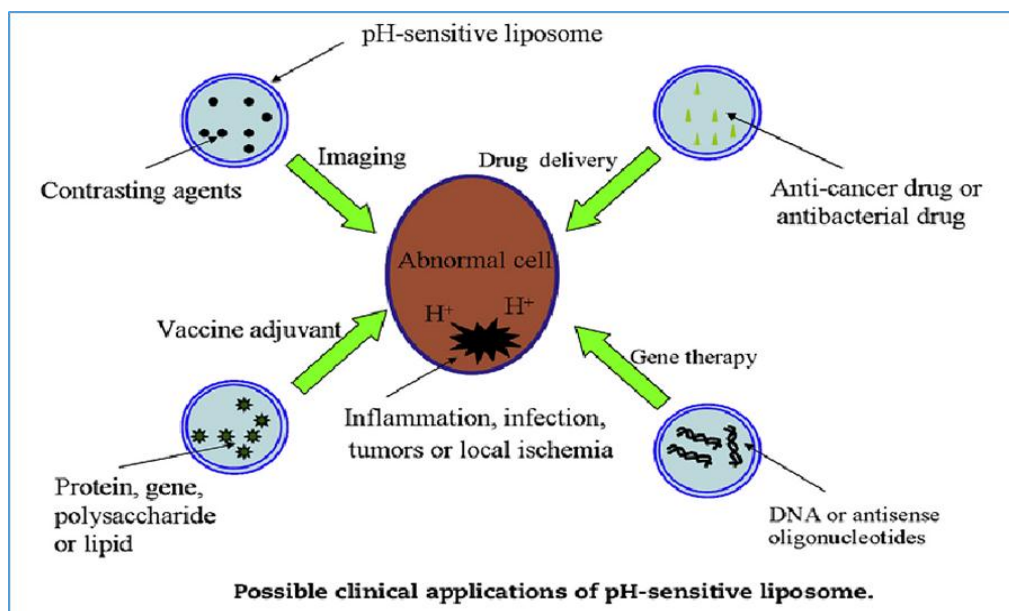 pH-sensitive liposome
Contrasting agents
Imaging
Drug delivery
Anti-cancer drug or
antibacterial drug
Abnormal cell
H⁺ H⁺
Vaccine adjuvant
Gene therapy
Inflammation, infection,
tumors or local ischemia
Protein, gene,
polysaccharide
or lipid
DNA or antisense
oligonucleotides
Possible clinical applications of pH-sensitive liposome.